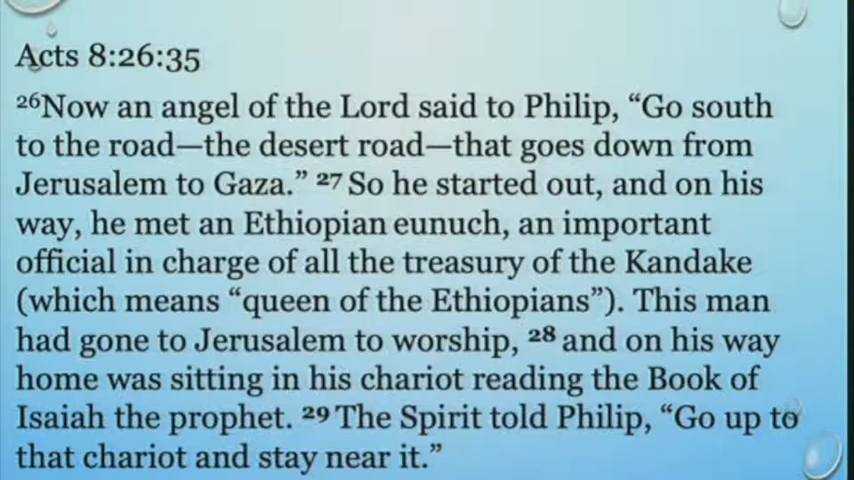 Acts 8:26:35
²⁶Now an angel of the Lord said to Philip, “Go south
to the road—the desert road—that goes down from
Jerusalem to Gaza.” ²⁷ So he started out, and on his
way, he met an Ethiopian eunuch, an important
official in charge of all the treasury of the Kandake
(which means “queen of the Ethiopians”). This man
had gone to Jerusalem to worship, ²⁸ and on his way
home was sitting in his chariot reading the Book of
Isaiah the prophet. ²⁹ The Spirit told Philip, “Go up to
that chariot and stay near it.”